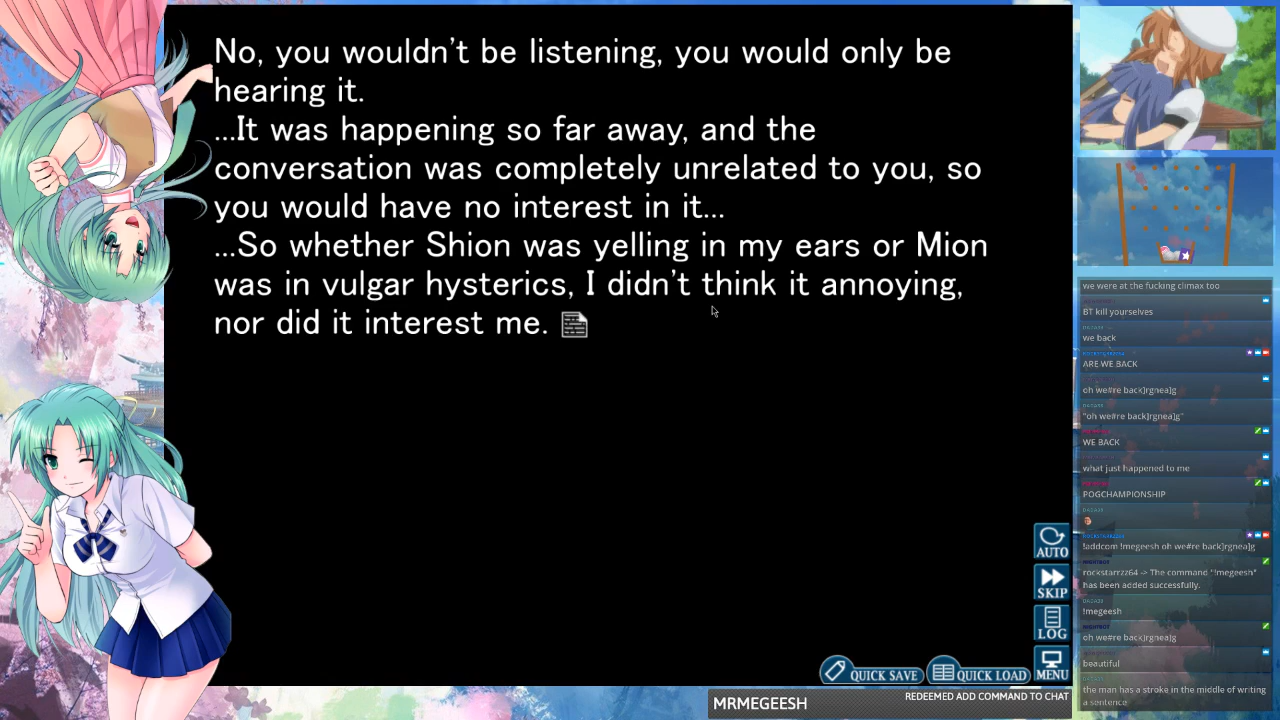 No, you wouldn't be listening, you would only be
hearing it.
...It was happening so far away, and the
conversation was completely unrelated to you, so
you would have no interest in it...
...So whether Shion was yelling in my ears or Mion
was in vulgar hysterics, I didn't think it annoying,
nor did it interest me.
AUTO
SKIP
LOG
MENU
QUICK SAVE
QUICK LOAD
MRMEGEESH
REDEEMED ADD COMMAND TO CHAT
we were at the fucking climax too
BT kill yourselves
we back
ARE WE BACK
oh we#re back]rgnea]g
"oh we#re back]rgnea]g"
WE BACK
what just happened to me
POGCHAMPIONSHIP
!addcom !megeesh oh we#re back]rgnea]g
rockstarrzz64 -> The command "!megeesh"
has been added successfully.
!megeesh
oh we#re back]rgnea]g
beautiful
the man has a stroke in the middle of writing
a sentence